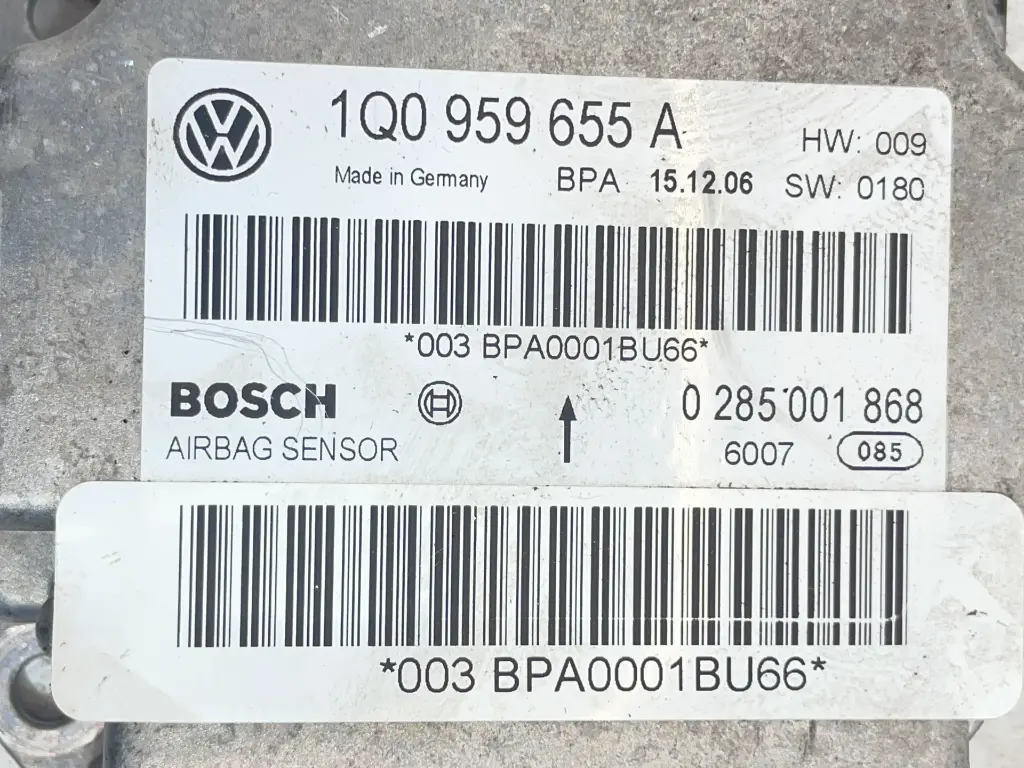 1Q0 959 655 A
HW: 009
Made in Germany BPA 15.12.06 SW: 0180
*003 BPA0001BU66*
BOSCH 0 285 001 868
AIRBAG SENSOR 6007 085
*003 BPA0001BU66*